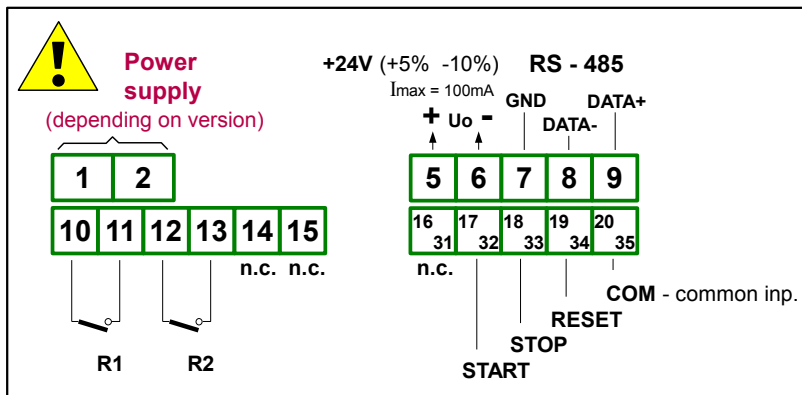 !
Power
supply
(depending on version)
1 2
10 11 12 13 14 15
n.c. n.c.
R1 R2
+24V (+5% -10%) RS - 485
Imax = 100mA
GND DATA+
+ Uo - DATA-
5 6 7 8 9
16 17 18 19 20
31 32 33 34 35
n.c.
COM - common inp.
RESET
STOP
START